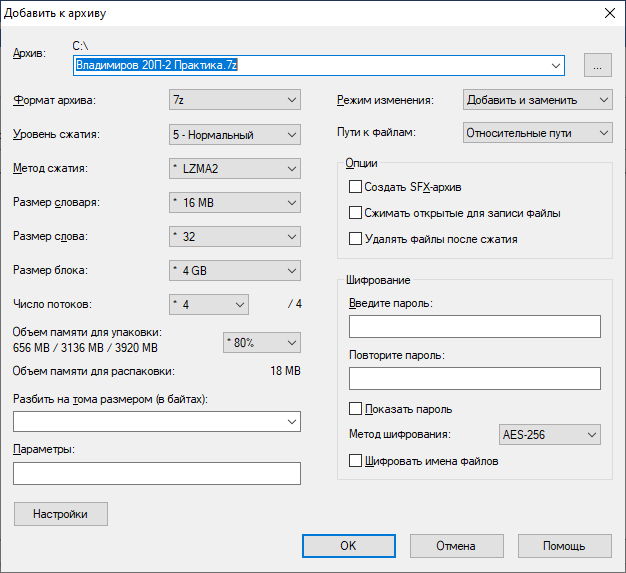 Добавить к архиву
Архив:
C:\
Владимиров 20П-2 Практика.7z
...
Формат архива:
7z
Уровень сжатия:
5 - Нормальный
Метод сжатия:
* LZMA2
Размер словаря:
* 16 MB
Размер слова:
* 32
Размер блока:
* 4 GB
Число потоков:
* 4
/ 4
Объем памяти для упаковки:
656 MB / 3136 MB / 3920 MB
* 80%
Объем памяти для распаковки:
18 MB
Разбить на тома размером (в байтах):
Параметры:
Настройки
Режим изменения:
Добавить и заменить
Пути к файлам:
Относительные пути
Опции
Создать SFX-архив
Сжимать открытые для записи файлы
Удалять файлы после сжатия
Шифрование
Введите пароль:
Повторите пароль:
Показать пароль
Метод шифрования:
AES-256
Шифровать имена файлов
OK
Отмена
Помощь